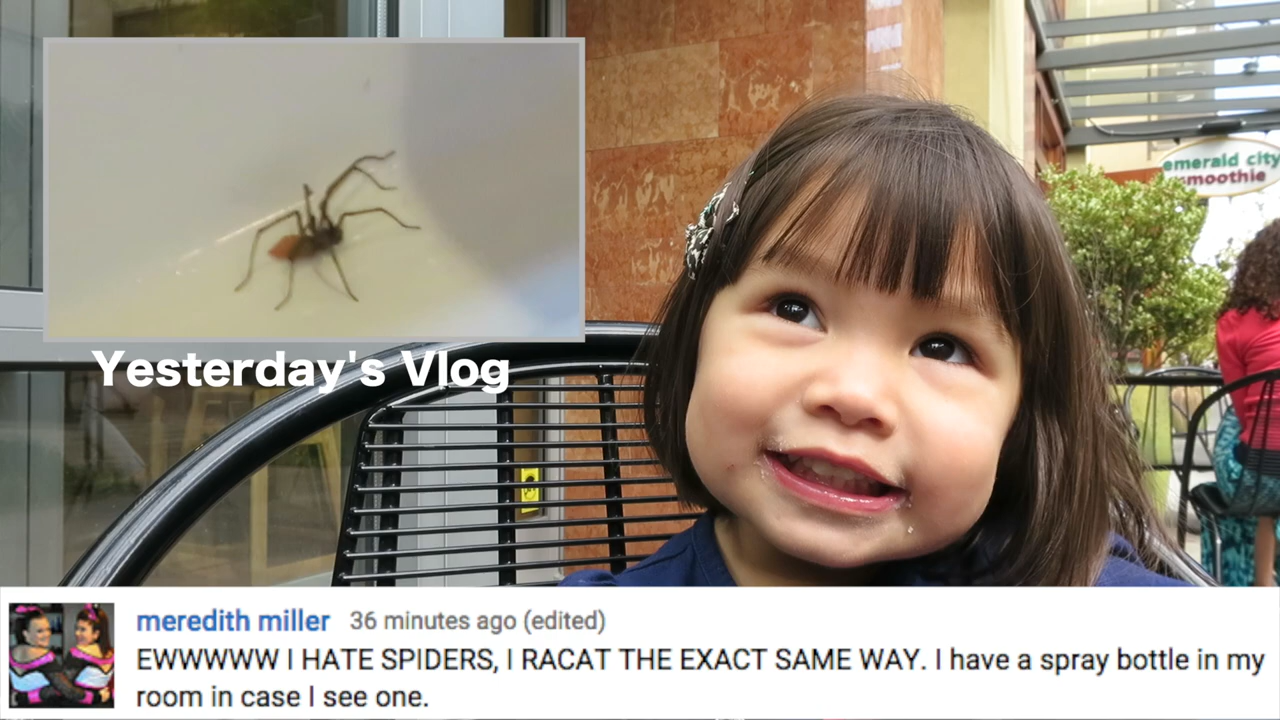 emerald city
smoothie
Yesterday's Vlog
meredith miller 36 minutes ago (edited)
EWWWWW I HATE SPIDERS, I RACAT THE EXACT SAME WAY. I have a spray bottle in my
room in case I see one.